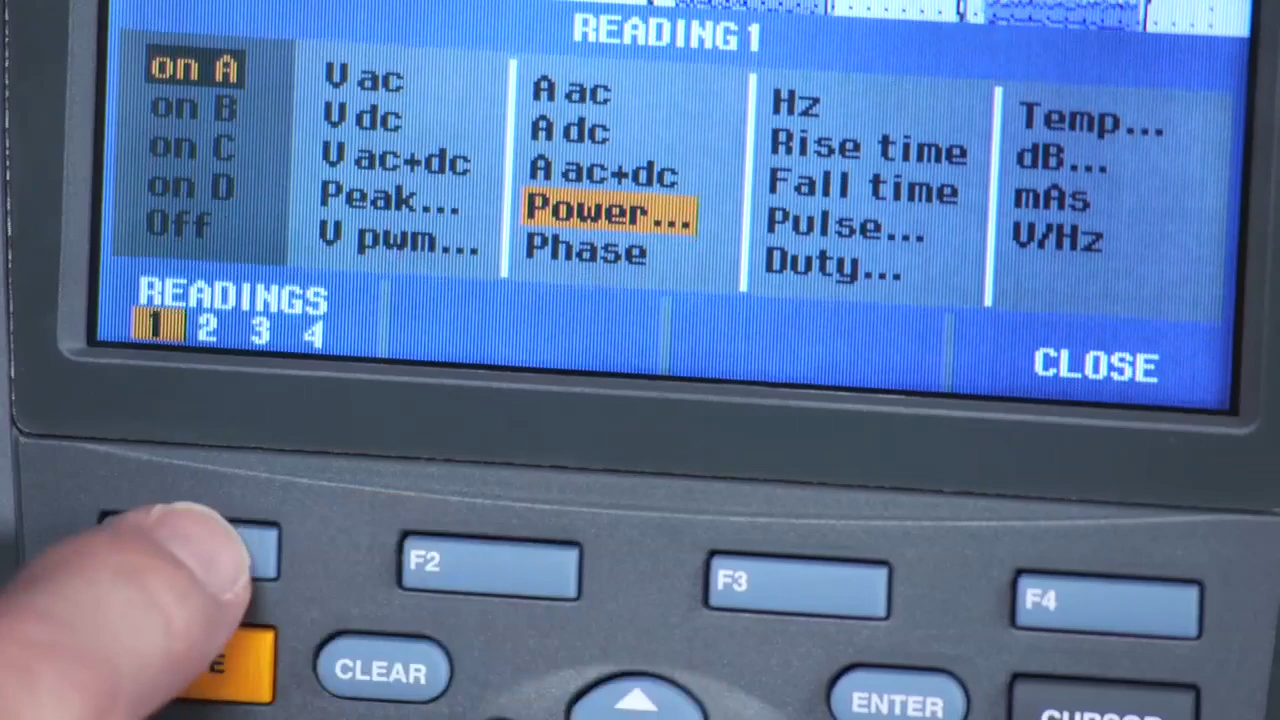 READING 1
on A
on B
on C
on D
Off
V ac
V dc
V ac+dc
Peak...
V pwm...
A ac
A dc
A ac+dc
Power...
Phase
Hz
Rise time
Fall time
Pulse...
Duty...
Temp...
dB...
mAs
V/Hz
READINGS
1 2 3 4
CLOSE
F2
F3
F4
E
CLEAR
ENTER
CURSOR